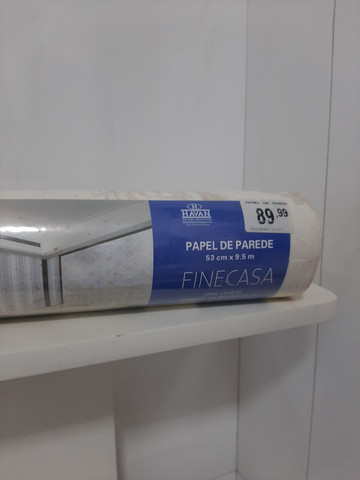 HAVAN
89,99
PAPEL DE PAREDE
53 cm x 9.5 m
FINECASA